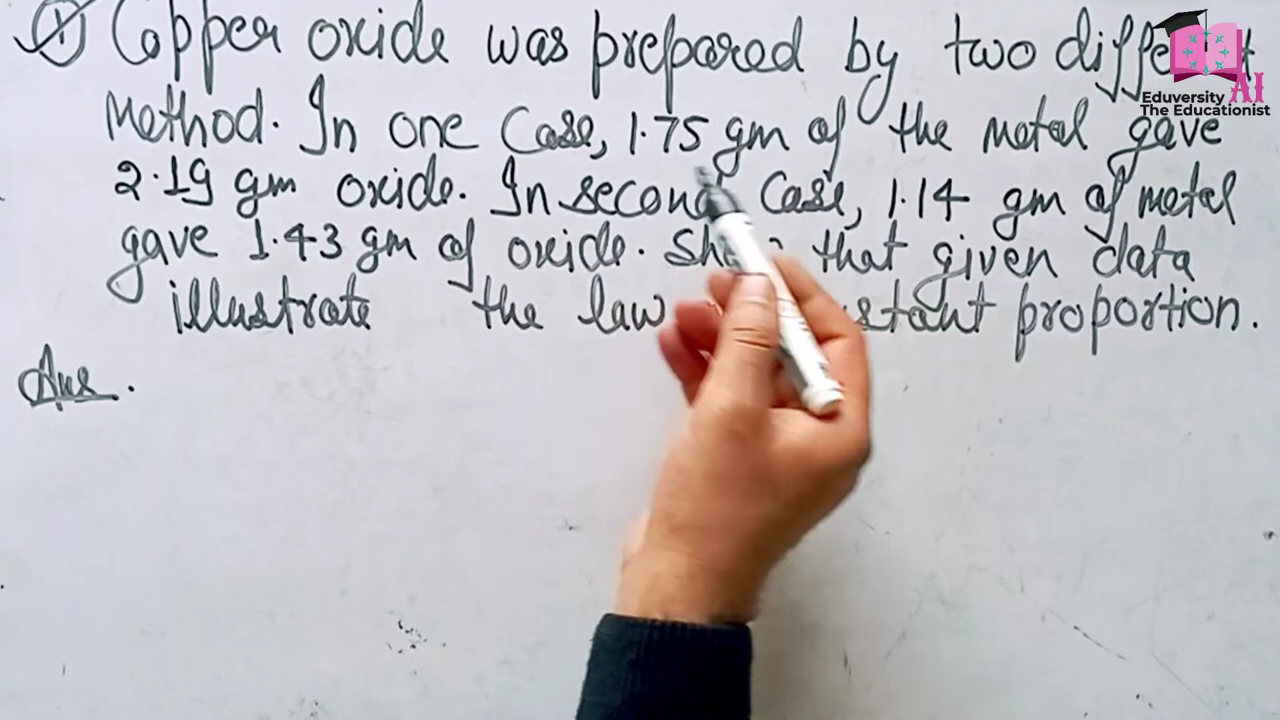 ① Copper oxide was prepared by two
Method. In one Case, 1.75 gm of the metal gave
2.19 gm oxide. In second Case, 1.14 gm of metal
gave 1.43 gm of oxide. that given data
illustrate the law proportion.
Ans.
Eduversity AI
The Educationist